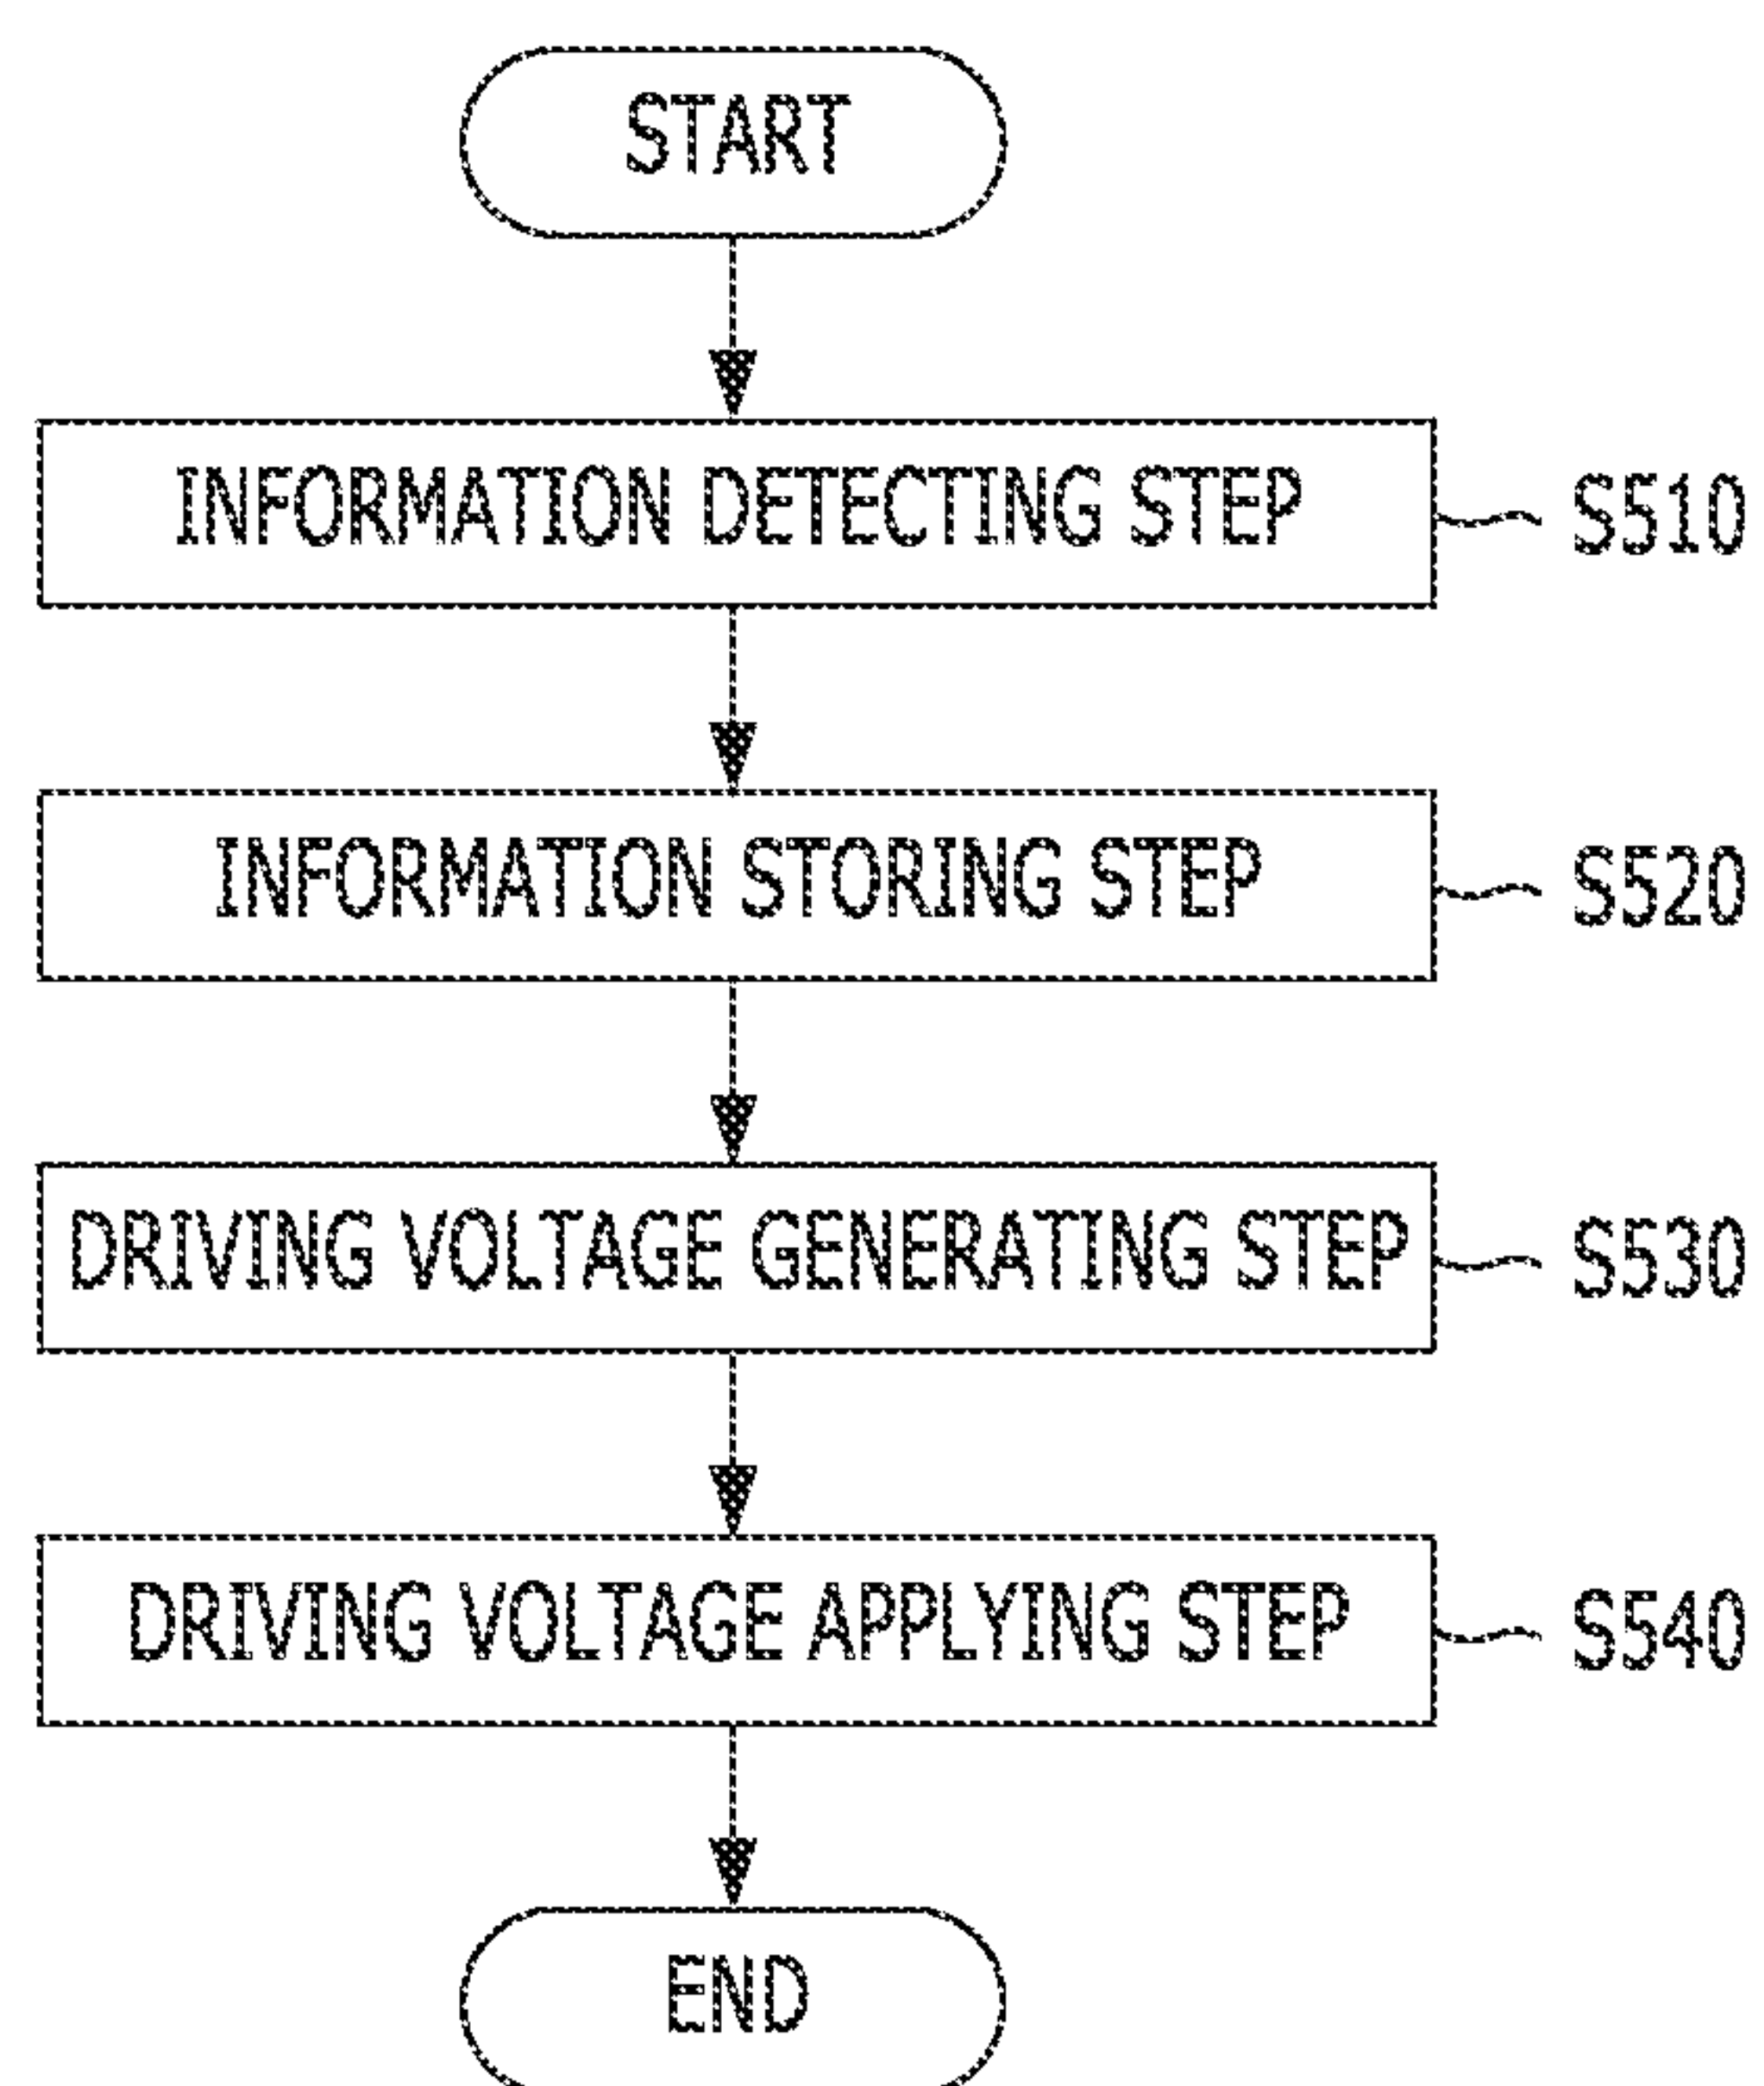 START
INFORMATION DETECTING STEP S510
INFORMATION STORING STEP S520
DRIVING VOLTAGE GENERATING STEP S530
DRIVING VOLTAGE APPLYING STEP S540
END